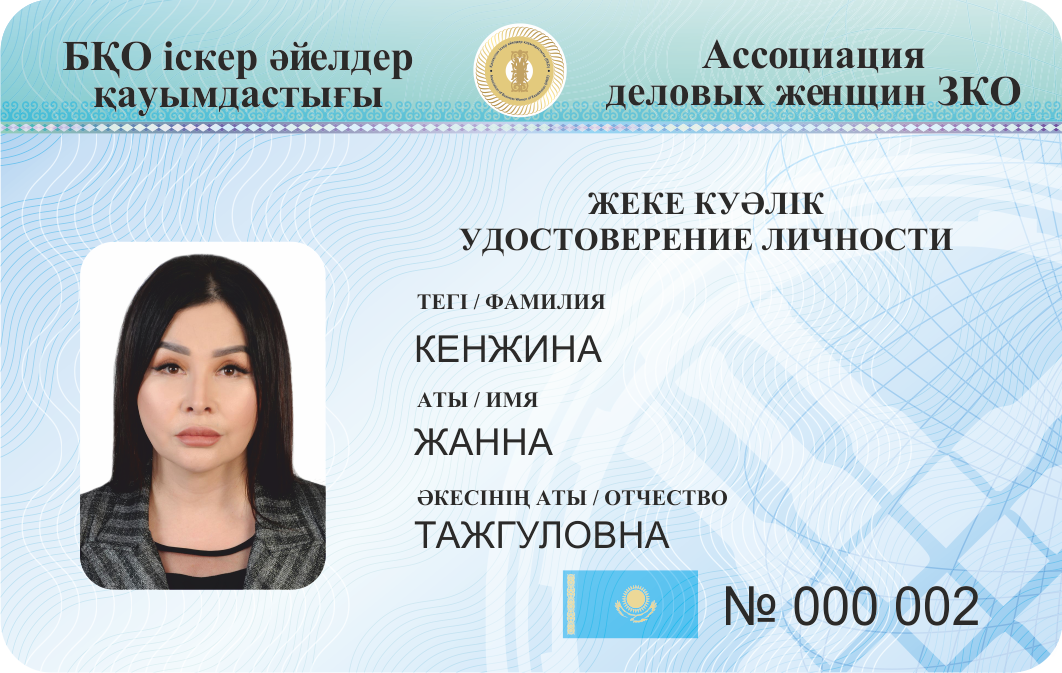 БҚО іскер әйелдер
қауымдастығы
Ассоциация
деловых женщин ЗКО
ЖЕКЕ КУӘЛІК
УДОСТОВЕРЕНИЕ ЛИЧНОСТИ
ТЕГІ / ФАМИЛИЯ
КЕНЖИНА
АТЫ / ИМЯ
ЖАННА
ӘКЕСІНІҢ АТЫ / ОТЧЕСТВО
ТАЖГУЛОВНА
№ 000 002